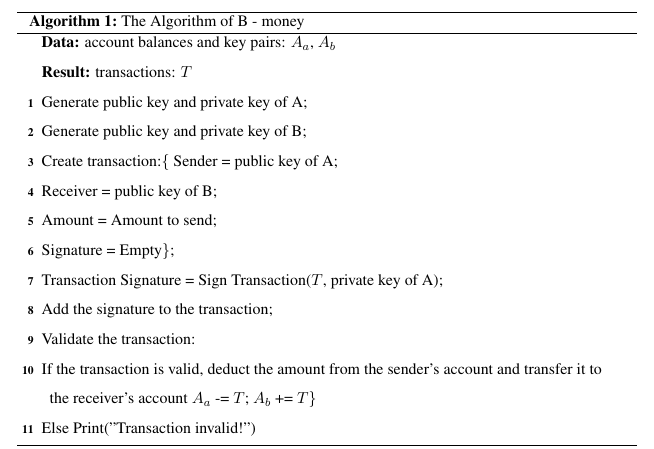 Algorithm 1: The Algorithm of B - money
Data: account balances and key pairs: Aₐ, A_b
Result: transactions: T
1 Generate public key and private key of A;
2 Generate public key and private key of B;
3 Create transaction:{ Sender = public key of A;
4 Receiver = public key of B;
5 Amount = Amount to send;
6 Signature = Empty};
7 Transaction Signature = Sign Transaction(T, private key of A);
8 Add the signature to the transaction;
9 Validate the transaction:
10 If the transaction is valid, deduct the amount from the sender's account and transfer it to
the receiver's account Aₐ -= T; A_b += T}
11 Else Print(”Transaction invalid!”)